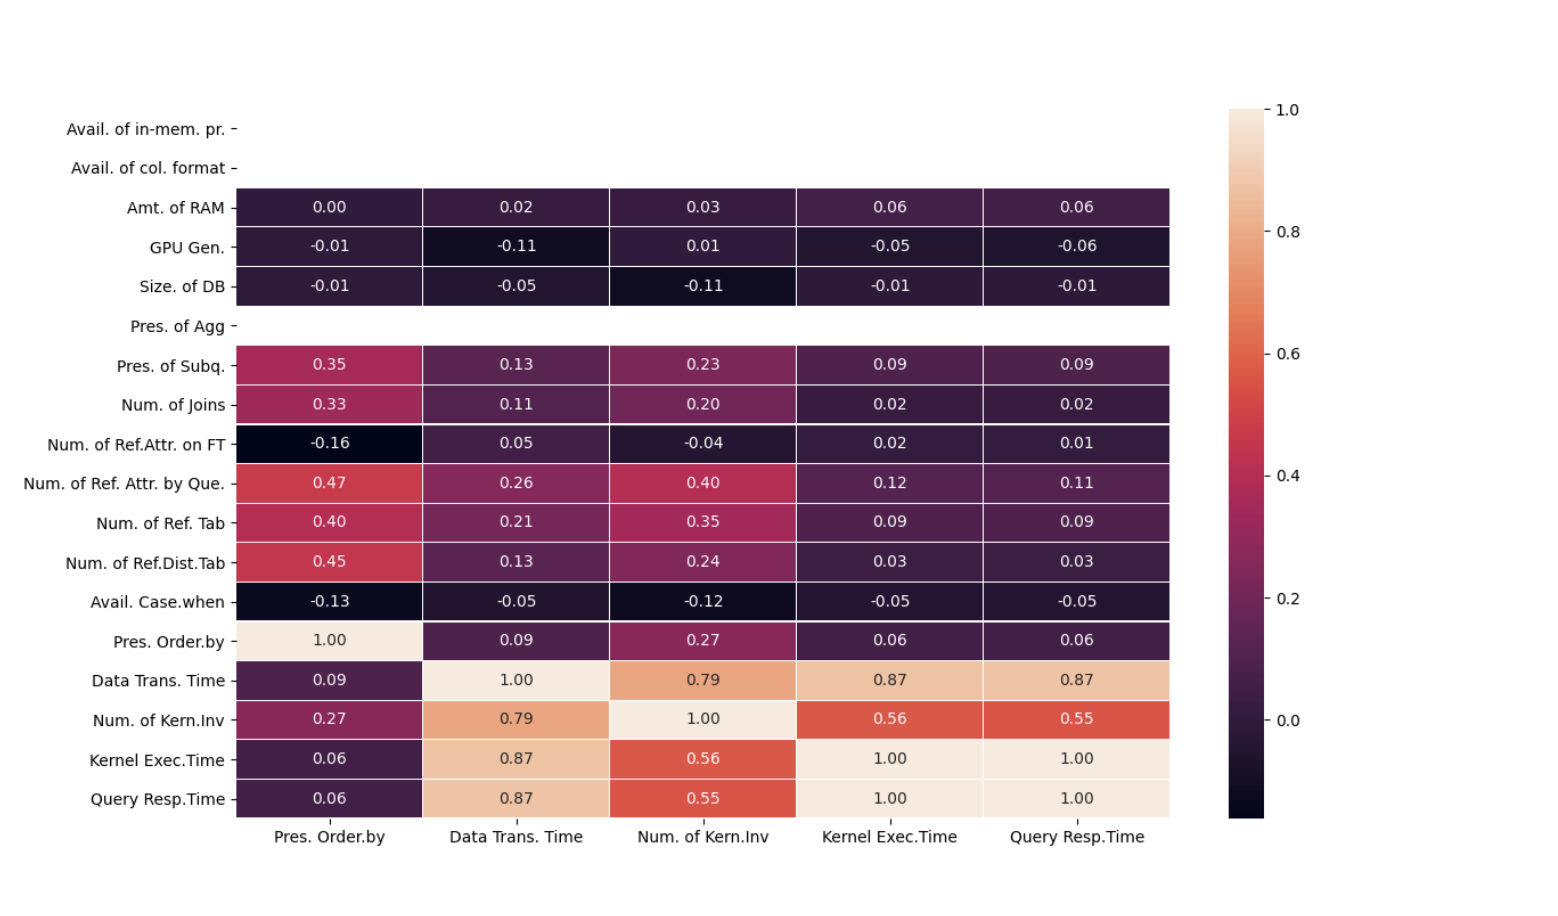 1.0
Avail. of in-mem. pr.
Avail. of col. format
Amt. of RAM 0.00 0.02 0.03 0.06 0.06
0.8
GPU Gen. -0.01 -0.11 0.01 -0.05 -0.06
Size. of DB -0.01 -0.05 -0.11 -0.01 -0.01
Pres. of Agg
0.6
Pres. of Subq. 0.35 0.13 0.23 0.09 0.09
Num. of Joins 0.33 0.11 0.20 0.02 0.02
Num. of Ref.Attr. on FT -0.16 0.05 -0.04 0.02 0.01
0.4
Num. of Ref. Attr. by Que. 0.47 0.26 0.40 0.12 0.11
Num. of Ref. Tab 0.40 0.21 0.35 0.09 0.09
Num. of Ref.Dist.Tab 0.45 0.13 0.24 0.03 0.03
0.2
Avail. Case.when -0.13 -0.05 -0.12 -0.05 -0.05
Pres. Order.by 1.00 0.09 0.27 0.06 0.06
Data Trans. Time 0.09 1.00 0.79 0.87 0.87
Num. of Kern.Inv 0.27 0.79 1.00 0.56 0.55
0.0
Kernel Exec.Time 0.06 0.87 0.56 1.00 1.00
Query Resp.Time 0.06 0.87 0.55 1.00 1.00
Pres. Order.by Data Trans. Time Num. of Kern.Inv Kernel Exec.Time Query Resp.Time